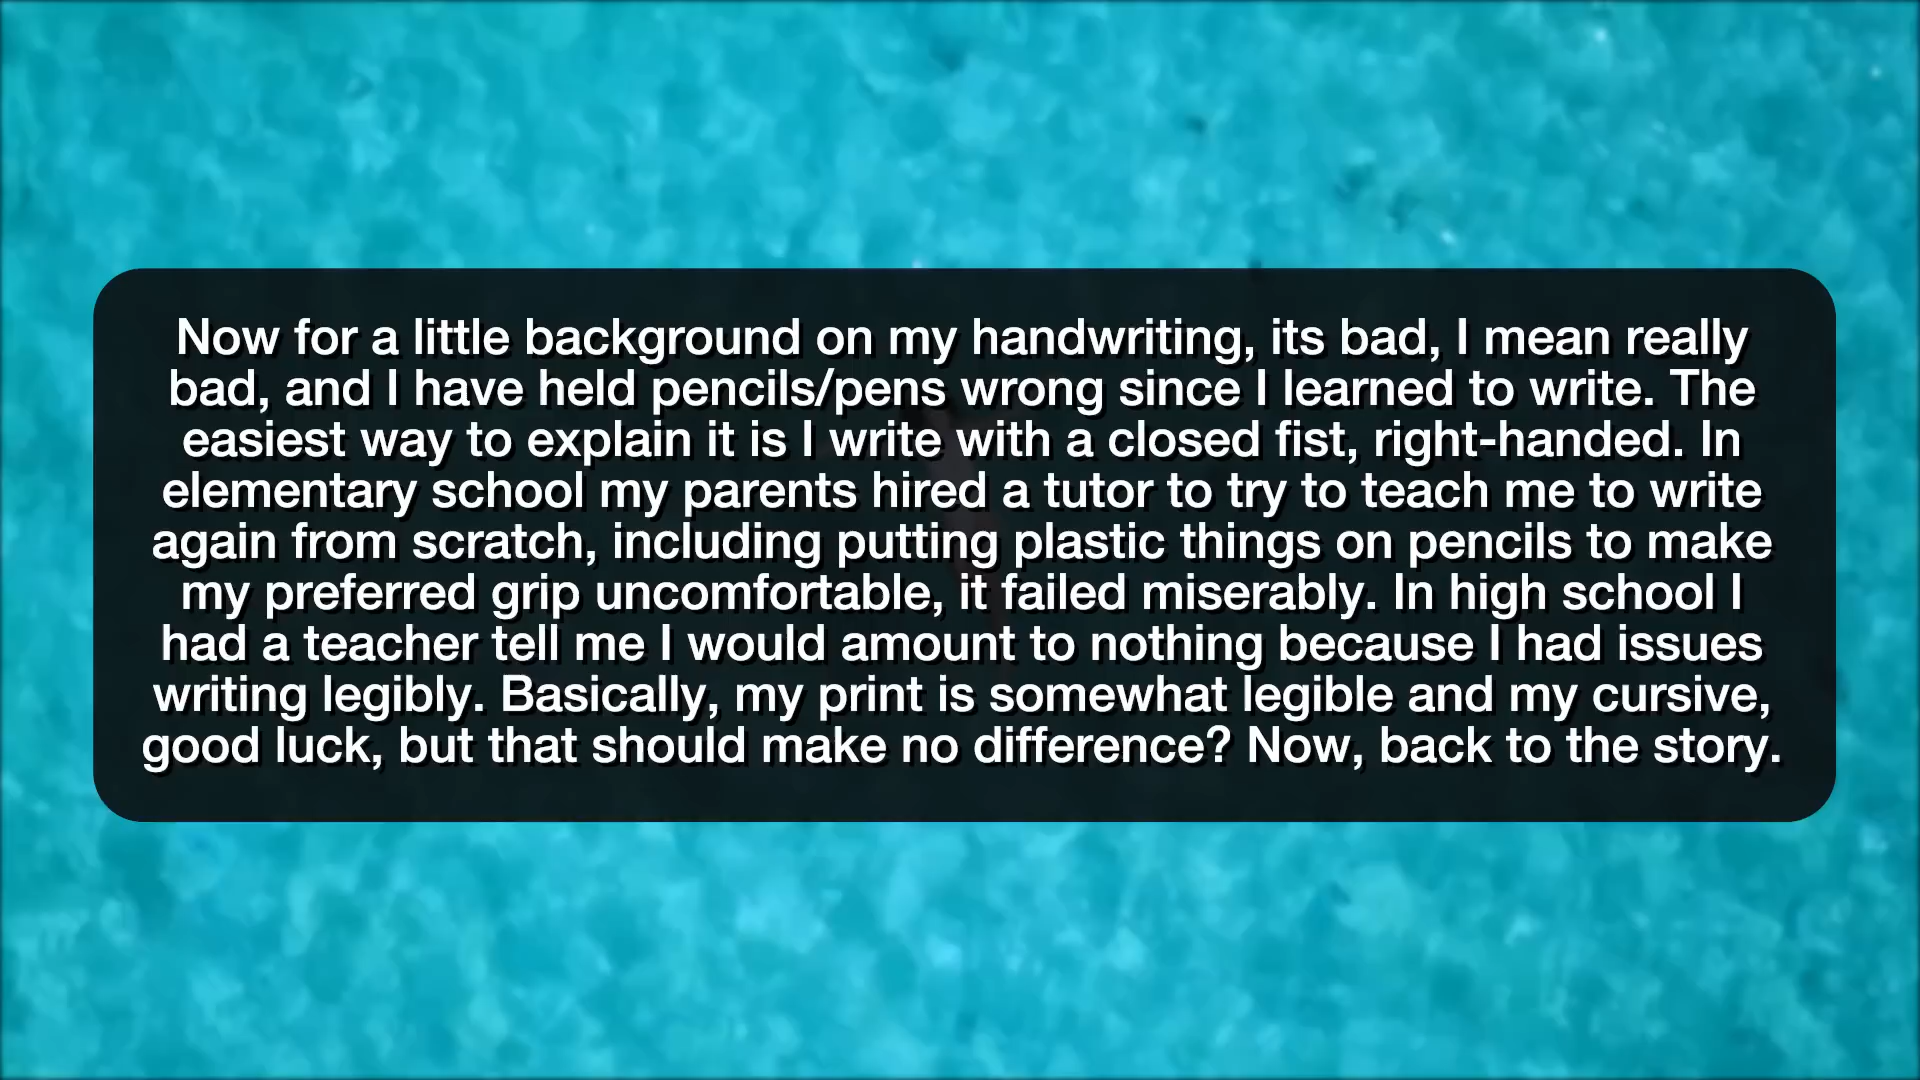 Now for a little background on my handwriting, its bad, I mean really
bad, and I have held pencils/pens wrong since I learned to write. The
easiest way to explain it is I write with a closed fist, right-handed. In
elementary school my parents hired a tutor to try to teach me to write
again from scratch, including putting plastic things on pencils to make
my preferred grip uncomfortable, it failed miserably. In high school I
had a teacher tell me I would amount to nothing because I had issues
writing legibly. Basically, my print is somewhat legible and my cursive,
good luck, but that should make no difference? Now, back to the story.